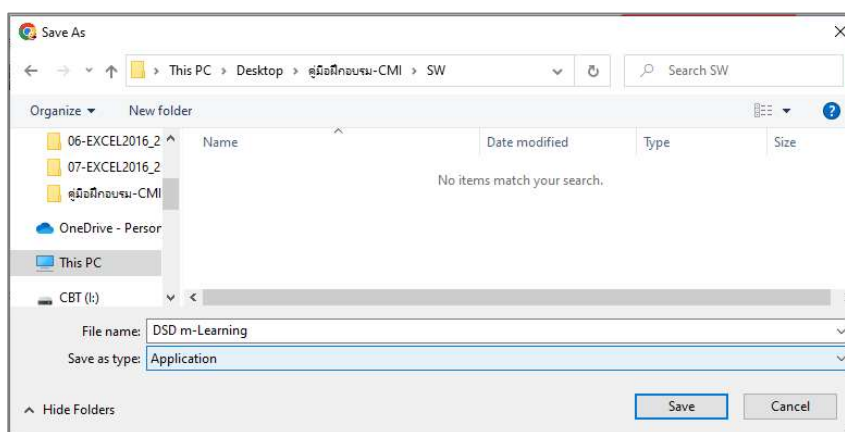 Save As
This PC > Desktop > คู่มือฝึกอบรม-CMI > SW
Search SW
Organize
New folder
Name
Date modified
Type
Size
06-EXCEL2016_2
07-EXCEL2016_2
คู่มือฝึกอบรม-CMI
No items match your search.
OneDrive - Person
This PC
CBT (I:)
File name: DSD m-Learning
Save as type: Application
Hide Folders
Save
Cancel